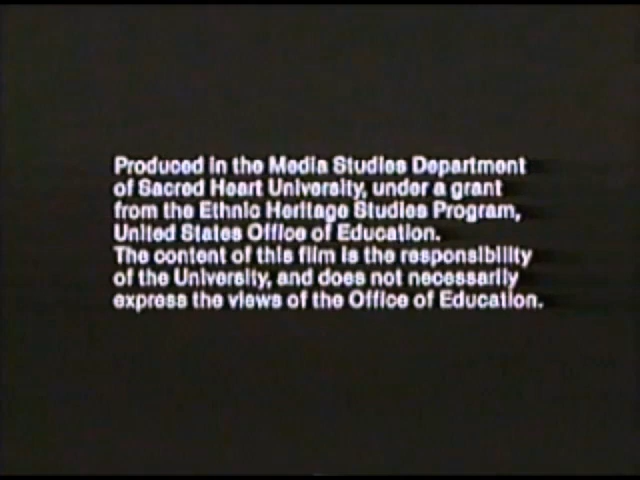 Produced in the Media Studies Department
of Sacred Heart University, under a grant
from the Ethnic Heritage Studies Program,
United States Office of Education.
The content of this film is the responsibility
of the University, and does not necessarily
express the views of the Office of Education.